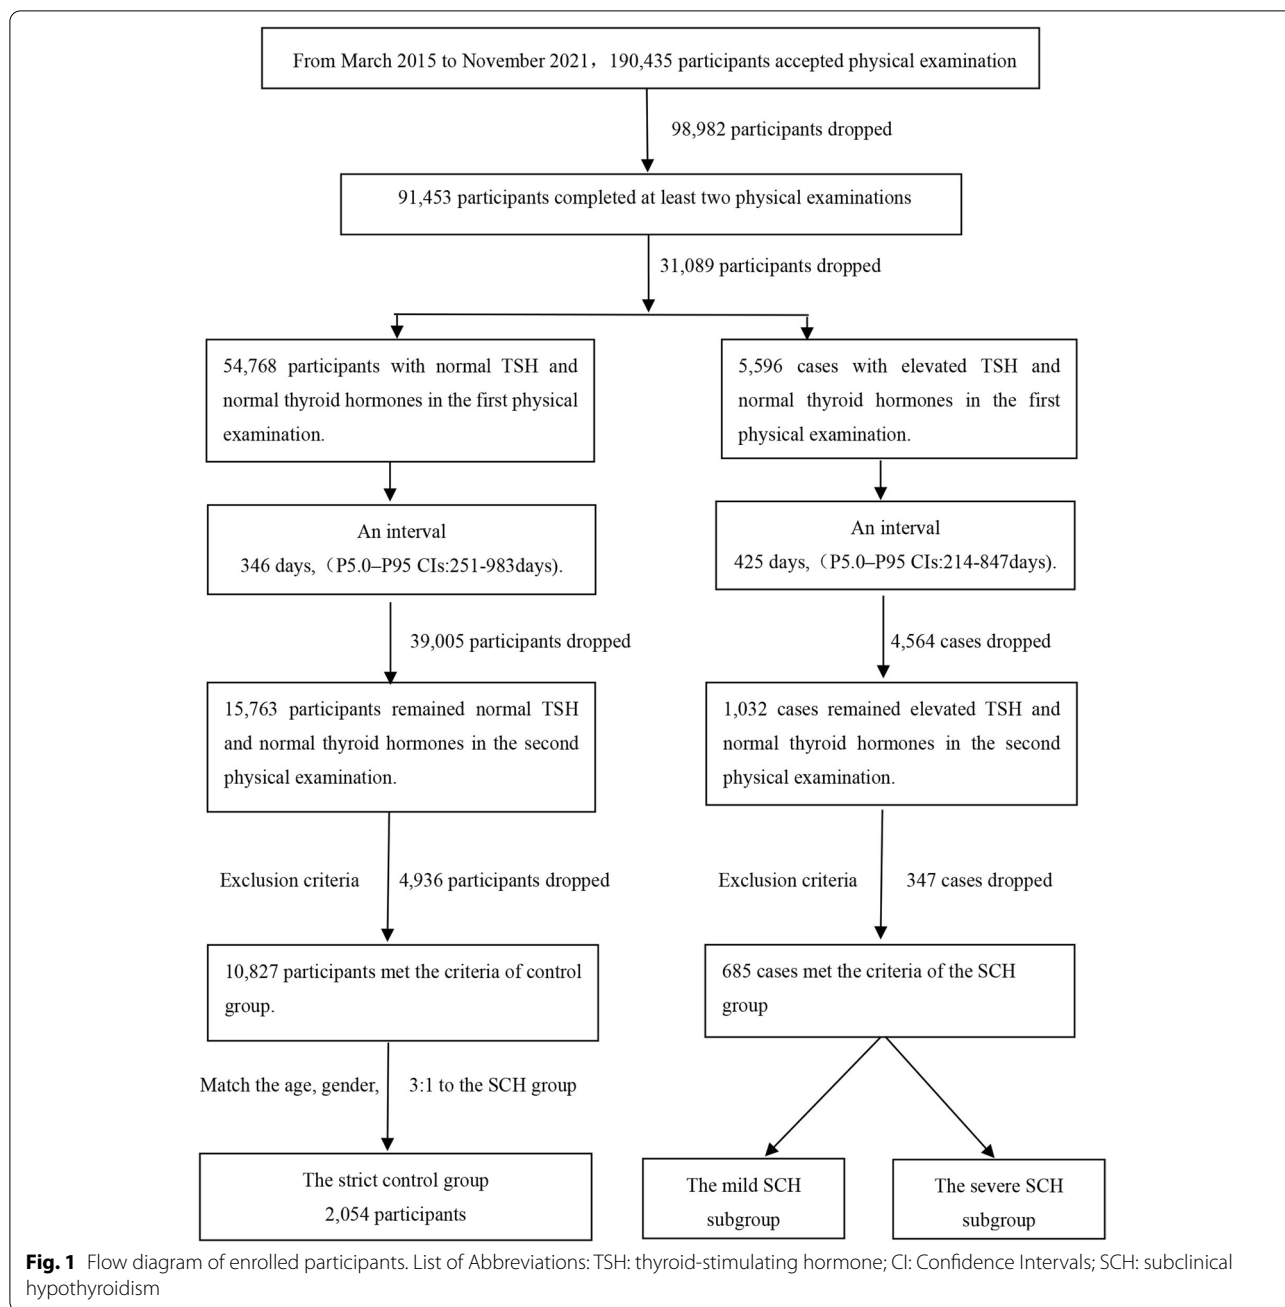 From March 2015 to November 2021，190,435 participants accepted physical examination
98,982 participants dropped
91,453 participants completed at least two physical examinations
31,089 participants dropped
54,768 participants with normal TSH and
normal thyroid hormones in the first physical
examination.
5,596 cases with elevated TSH and
normal thyroid hormones in the first
physical examination.
An interval
346 days,（P5.0–P95 CIs:251-983days).
An interval
425 days,（P5.0–P95 CIs:214-847days).
39,005 participants dropped
4,564 cases dropped
15,763 participants remained normal TSH
and normal thyroid hormones in the second
physical examination.
1,032 cases remained elevated TSH and
normal thyroid hormones in the second
physical examination.
Exclusion criteria 4,936 participants dropped
Exclusion criteria 347 cases dropped
10,827 participants met the criteria of control
group.
685 cases met the criteria of the SCH
group
Match the age, gender, 3:1 to the SCH group
The strict control group
2,054 participants
The mild SCH
subgroup
The severe SCH
subgroup
Fig. 1 Flow diagram of enrolled participants. List of Abbreviations: TSH: thyroid-stimulating hormone; CI: Confidence Intervals; SCH: subclinical
hypothyroidism